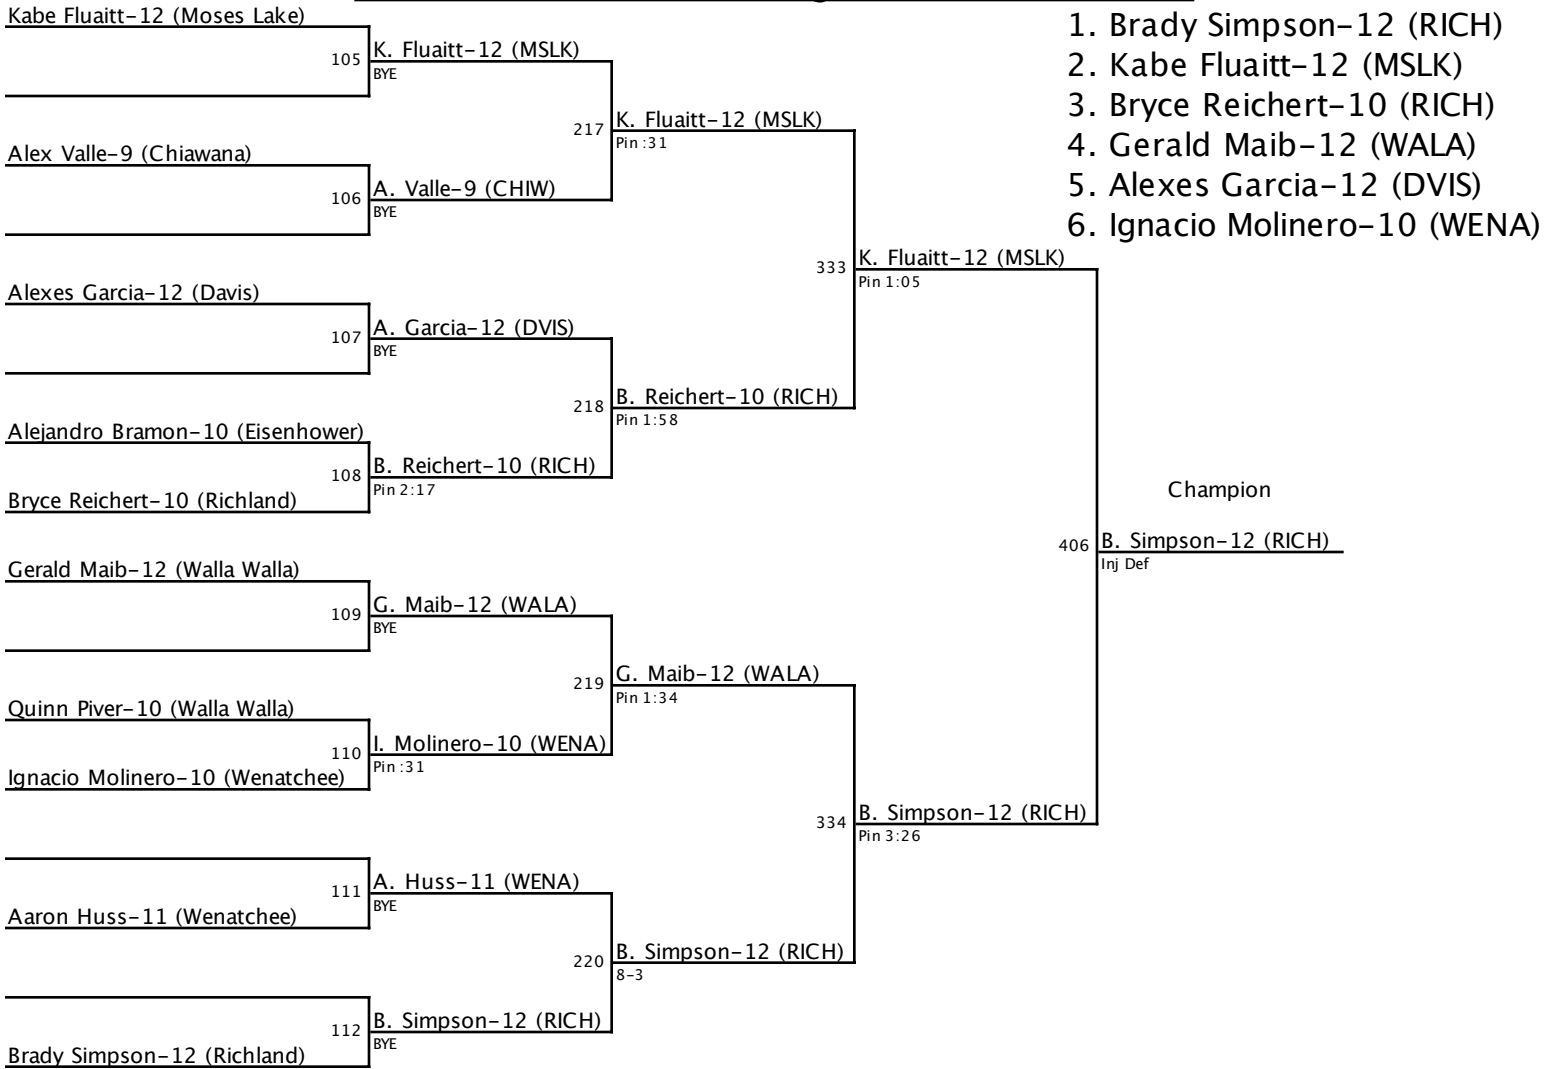 Kabe Fluaitt-12 (Moses Lake)
105
K. Fluaitt-12 (MSLK)
BYE
217
K. Fluaitt-12 (MSLK)
Pin :31
Alex Valle-9 (Chiawana)
106
A. Valle-9 (CHIW)
BYE
333
K. Fluaitt-12 (MSLK)
Pin 1:05
Alexes Garcia-12 (Davis)
107
A. Garcia-12 (DVIS)
BYE
218
B. Reichert-10 (RICH)
Pin 1:58
Alejandro Bramon-10 (Eisenhower)
108
B. Reichert-10 (RICH)
Pin 2:17
Bryce Reichert-10 (Richland)
Champion
406
B. Simpson-12 (RICH)
Inj Def
Gerald Maib-12 (Walla Walla)
109
G. Maib-12 (WALA)
BYE
219
G. Maib-12 (WALA)
Pin 1:34
Quinn Piver-10 (Walla Walla)
110
I. Molinero-10 (WENA)
Pin :31
Ignacio Molinero-10 (Wenatchee)
334
B. Simpson-12 (RICH)
Pin 3:26
111
A. Huss-11 (WENA)
BYE
Aaron Huss-11 (Wenatchee)
220
B. Simpson-12 (RICH)
8-3
112
B. Simpson-12 (RICH)
BYE
Brady Simpson-12 (Richland)
1. Brady Simpson-12 (RICH)
2. Kabe Fluaitt-12 (MSLK)
3. Bryce Reichert-10 (RICH)
4. Gerald Maib-12 (WALA)
5. Alexes Garcia-12 (DVIS)
6. Ignacio Molinero-10 (WENA)